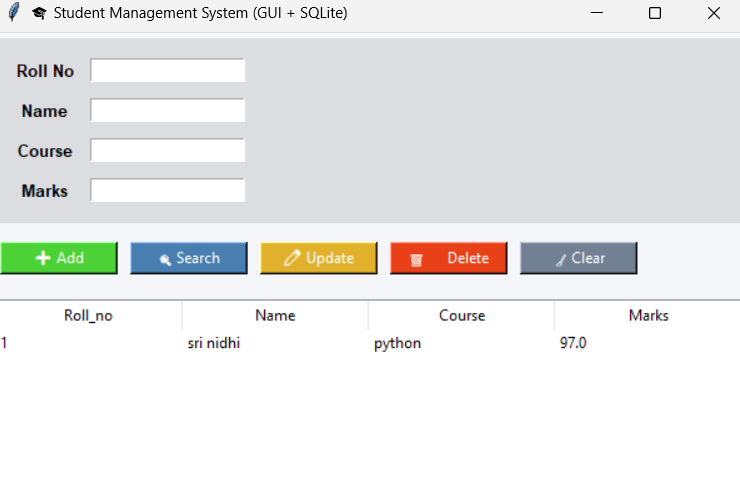 Student Management System (GUI + SQLite)
Roll No
Name
Course
Marks
Add Search Update Delete Clear
Roll_no Name Course Marks
1 sri nidhi python 97.0